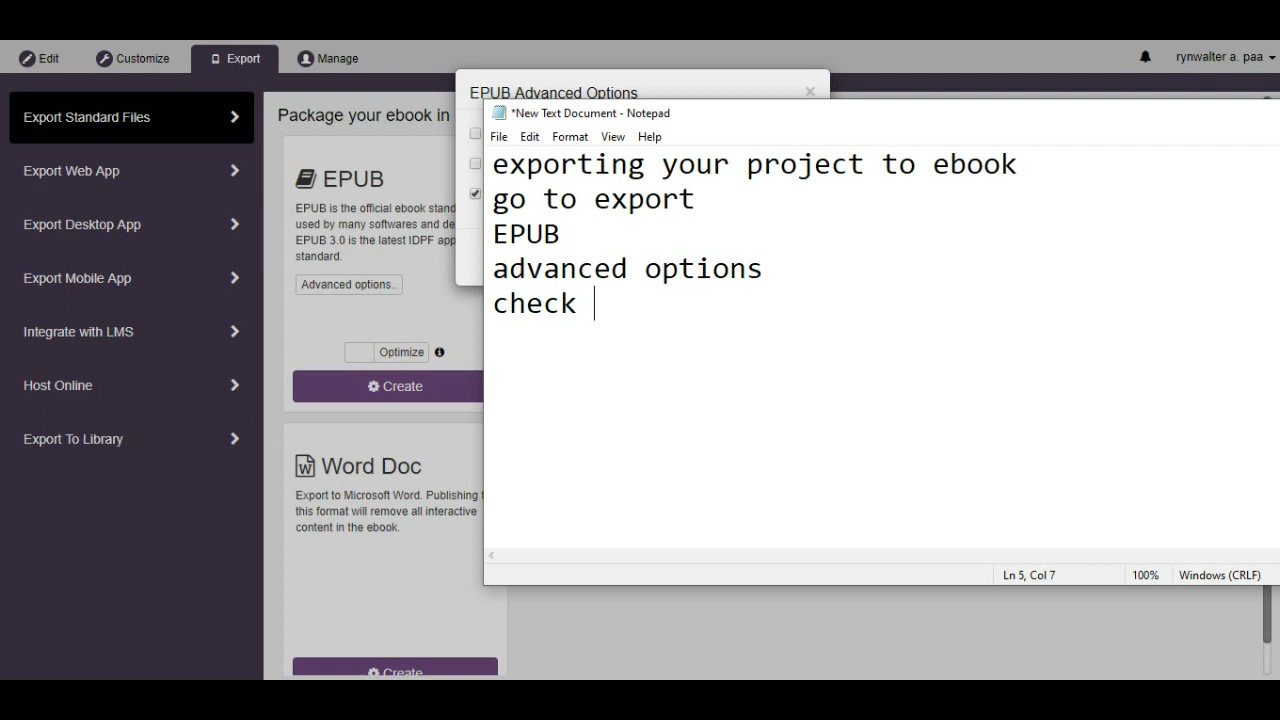 Edit
Customize
Export
Manage
rynwalter a. paa
Export Standard Files
Export Web App
Export Desktop App
Export Mobile App
Integrate with LMS
Host Online
Export To Library
Package your ebook in
EPUB
EPUB is the official ebook stand
used by many softwares and de
EPUB 3.0 is the latest IDPF app
standard.
Advanced options..
Optimize
Create
Word Doc
Export to Microsoft Word. Publishing t
this format will remove all interactive
content in the ebook.
Create
EPUB Advanced Options
*New Text Document - Notepad
File Edit Format View Help
exporting your project to ebook
go to export
EPUB
advanced options
check
Ln 5, Col 7
100%
Windows (CRLF)